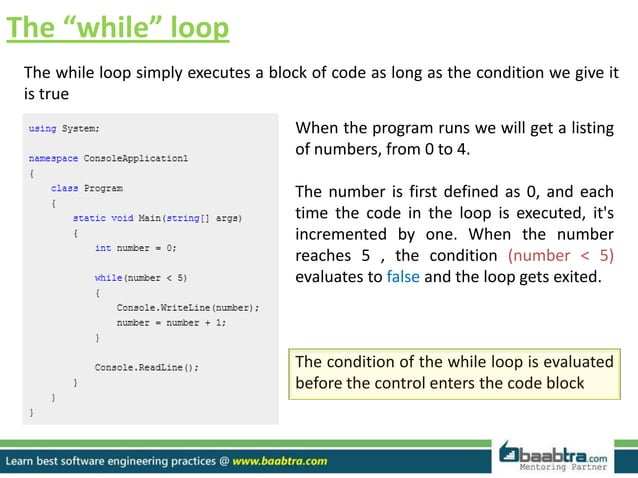 The “while” loop
The while loop simply executes a block of code as long as the condition we give it
is true
using System;
namespace ConsoleApplication1
{
class Program
{
static void Main(string[] args)
{
int number = 0;
while(number < 5)
{
Console.WriteLine(number);
number = number + 1;
}
Console.ReadLine();
}
}
}
When the program runs we will get a listing
of numbers, from 0 to 4.
The number is first defined as 0, and each
time the code in the loop is executed, it's
incremented by one. When the number
reaches 5 , the condition (number < 5)
evaluates to false and the loop gets exited.
The condition of the while loop is evaluated
before the control enters the code block
Learn best software engineering practices @ www.baabtra.com
baabtra.com
Mentoring Partner